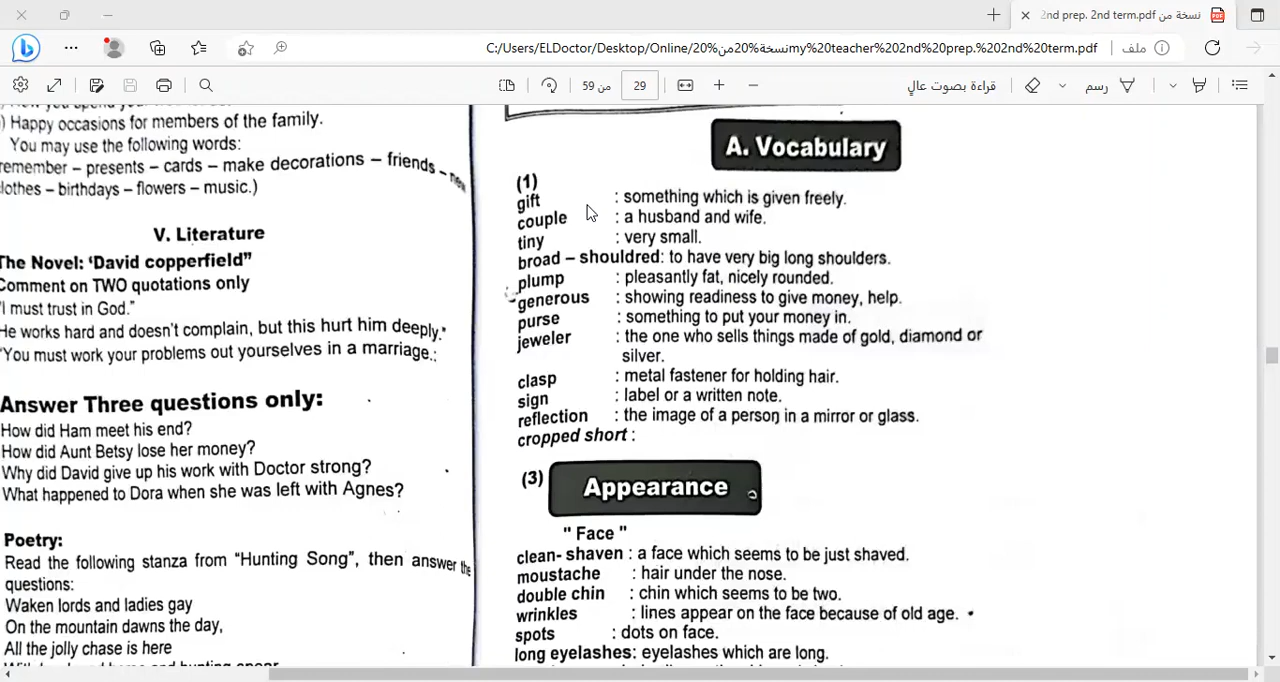 نسخة من 2nd prep. 2nd term.pdf
C:/Users/ELDoctor/Desktop/Online/20%نسخة%20من%20my%20teacher%202nd%20prep.%202nd%20term.pdf
ملف
من 59
29
قراءة بصوت عالٍ
رسم
) Happy occasions for members of the family.
You may use the following words:
remember – presents – cards – make decorations – friends – new
lothes – birthdays – flowers – music.)
V. Literature
The Novel: ‘David copperfield”
Comment on TWO quotations only
"I must trust in God.”
He works hard and doesn’t complain, but this hurt him deeply.”
“You must work your problems out yourselves in a marriage.:
Answer Three questions only:
How did Ham meet his end?
How did Aunt Betsy lose her money?
Why did David give up his work with Doctor strong?
What happened to Dora when she was left with Agnes?
Poetry:
Read the following stanza from “Hunting Song”, then answer the
questions:
Waken lords and ladies gay
On the mountain dawns the day,
All the jolly chase is here
A. Vocabulary
(1)
gift : something which is given freely.
couple : a husband and wife.
tiny : very small.
broad – shouldred: to have very big long shoulders.
plump : pleasantly fat, nicely rounded.
generous : showing readiness to give money, help.
purse : something to put your money in.
jeweler : the one who sells things made of gold, diamond or
silver.
clasp : metal fastener for holding hair.
sign : label or a written note.
reflection : the image of a person in a mirror or glass.
cropped short :
(3) Appearance
" Face "
clean- shaven : a face which seems to be just shaved.
moustache : hair under the nose.
double chin : chin which seems to be two.
wrinkles : lines appear on the face because of old age.
spots : dots on face.
long eyelashes: eyelashes which are long.